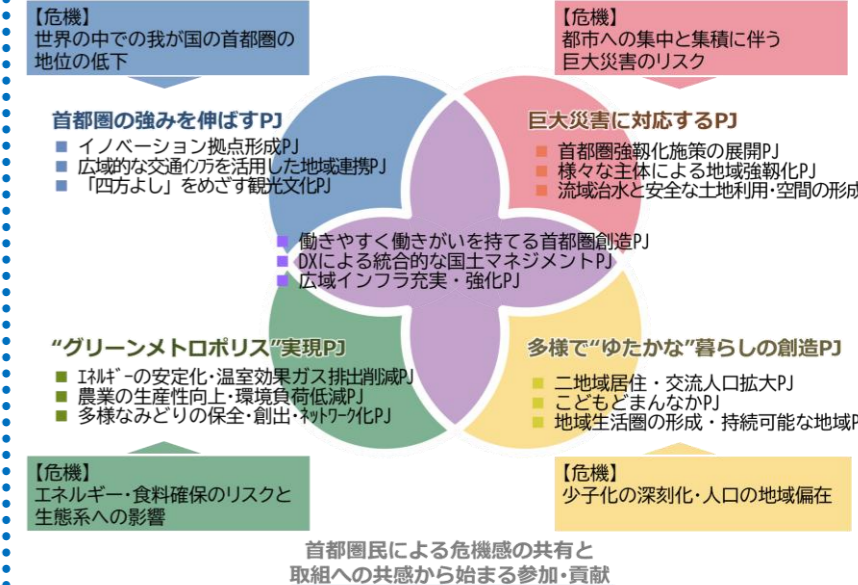 【危機】
世界の中での我が国の首都圏の
地位の低下
【危機】
都市への集中と集積に伴う
巨大災害のリスク
首都圏の強みを伸ばすPJ
■ イノベーション拠点形成PJ
■ 広域的な交通インフラを活用した地域連携PJ
■ 「四方よし」をめざす観光文化PJ
巨大災害に対応するPJ
■ 首都圏強靱化施策の展開PJ
■ 様々な主体による地域強靱化PJ
■ 流域治水と安全な土地利用・空間の形成
■ 働きやすく働きがいを持てる首都圏創造PJ
■ DXによる統合的な国土マネジメントPJ
■ 広域インフラ充実・強化PJ
“グリーンメトロポリス”実現PJ
■ エネルギーの安定化・温室効果ガス排出削減PJ
■ 農業の生産性向上・環境負荷低減PJ
■ 多様なみどりの保全・創出・ネットワーク化PJ
多様で“ゆたかな”暮らしの創造PJ
■ 二地域居住・交流人口拡大PJ
■ こどもどまんなかPJ
■ 地域生活圏の形成・持続可能な地域P
【危機】
エネルギー・食料確保のリスクと
生態系への影響
【危機】
少子化の深刻化・人口の地域偏在
首都圏民による危機感の共有と
取組への共感から始まる参加・貢献